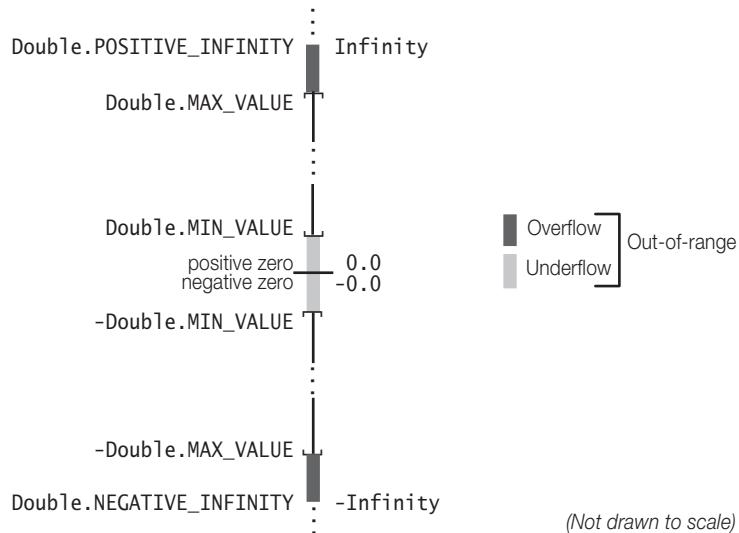 Double.POSITIVE_INFINITY Infinity
Double.MAX_VALUE
Double.MIN_VALUE
positive zero 0.0
negative zero -0.0
-Double.MIN_VALUE
-Double.MAX_VALUE
Double.NEGATIVE_INFINITY -Infinity
Overflow
Out-of-range
Underflow
(Not drawn to scale)